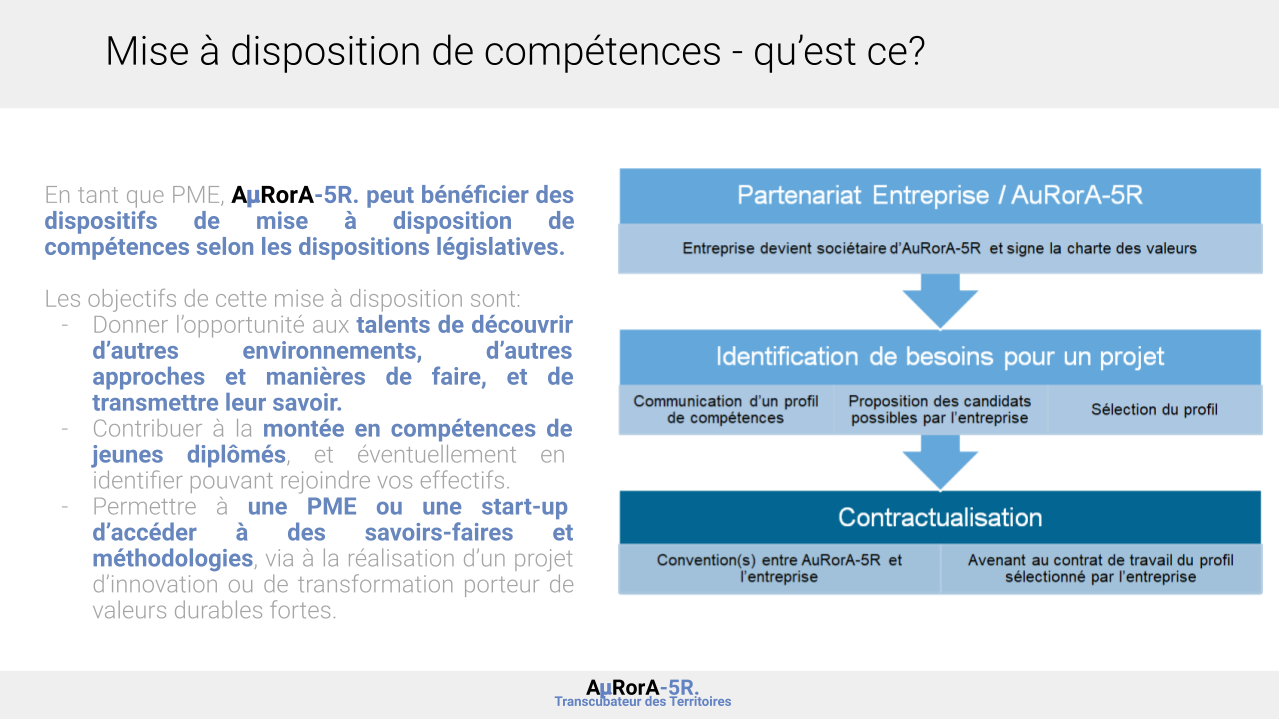 Mise à disposition de compétences - qu’est ce?
En tant que PME, AµRorA-5R. peut bénéficier des
dispositifs de mise à disposition de
compétences selon les dispositions législatives.
Les objectifs de cette mise à disposition sont:
- Donner l’opportunité aux talents de découvrir
d’autres environnements, d’autres
approches et manières de faire, et de
transmettre leur savoir.
- Contribuer à la montée en compétences de
jeunes diplômés, et éventuellement en
identifier pouvant rejoindre vos effectifs.
- Permettre à une PME ou une start-up
d’accéder à des savoirs-faires et
méthodologies, via à la réalisation d’un projet
d’innovation ou de transformation porteur de
valeurs durables fortes.
Partenariat Entreprise / AuRorA-5R
Entreprise devient sociétaire d’AuRorA-5R et signe la charte des valeurs
Identification de besoins pour un projet
Communication d’un profil
de compétences
Proposition des candidats
possibles par l’entreprise
Sélection du profil
Contractualisation
Convention(s) entre AuRorA-5R et
l’entreprise
Avenant au contrat de travail du profil
sélectionné par l’entreprise
AµRorA-5R.
Transcubateur des Territoires